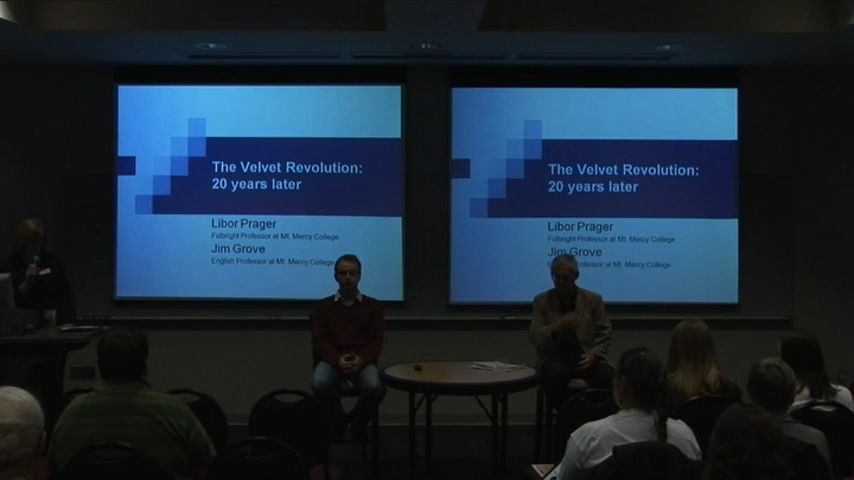 The Velvet Revolution:
20 years later
Libor Prager
Fulbright Professor at Mt. Mercy College
Jim Grove
English Professor at Mt. Mercy College
The Velvet Revolution:
20 years later
Libor Prager
Fulbright Professor at Mt. Mercy College
Jim Grove
Professor at Mt. Mercy College